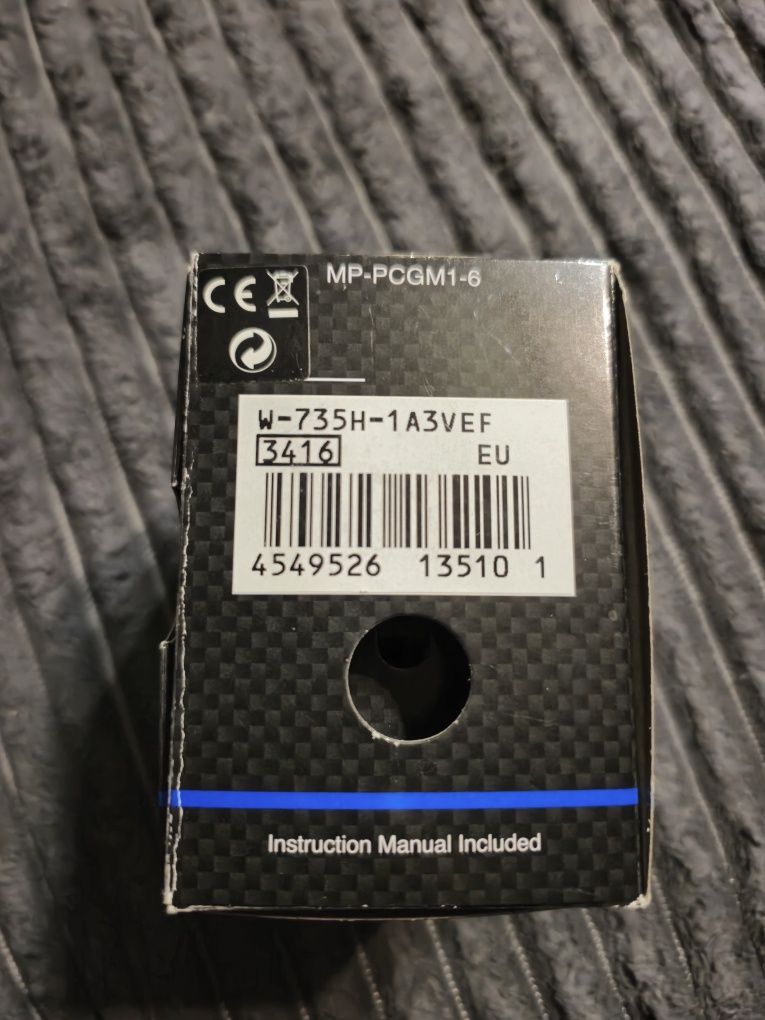 CE
MP-PCGM1-6
W-735H-1A3VEF
3416 EU
4549526 13510 1
Instruction Manual Included